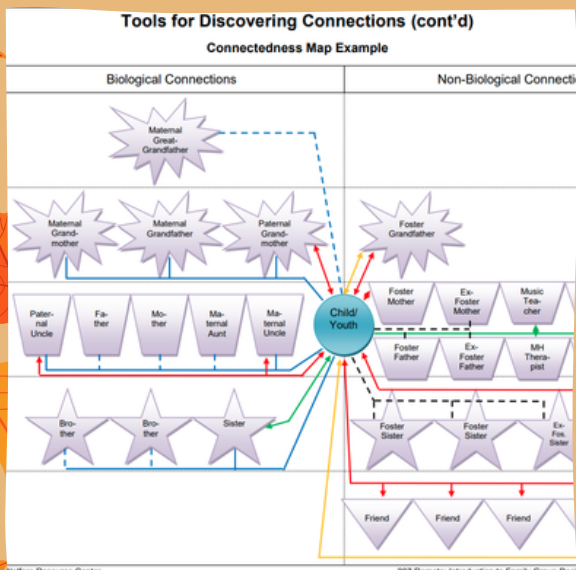 Tools for Discovering Connections (cont'd)
Connectedness Map Example
Biological Connections
Non-Biological Connecti
Maternal
Great-
Grandfather
Maternal
Grand-
mother
Maternal
Grandfather
Paternal
Grand-
mother
Foster
Grandfather
Child/
Youth
Foster
Mother
Ex-
Foster
Mother
Music
Tea-
cher
Pater-
nal
Uncle
Fa-
ther
Mo-
ther
Ma-
ternal
Aunt
Ma-
ternal
Uncle
Foster
Father
Ex-
Foster
Father
MH
Thera-
pist
Bro-
ther
Bro-
ther
Sister
Foster
Sister
Foster
Sister
Ex-
Fos.
Sister
Friend
Friend
Friend